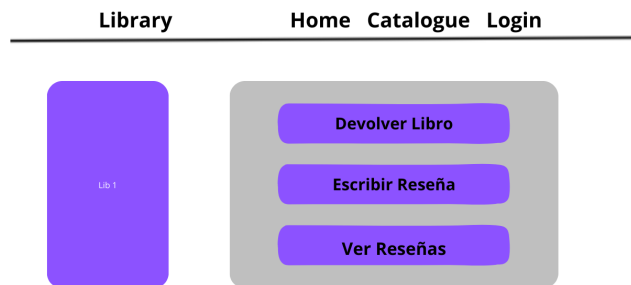 Library Home Catalogue Login
Lib 1
Devolver Libro
Escribir Reseña
Ver Reseñas